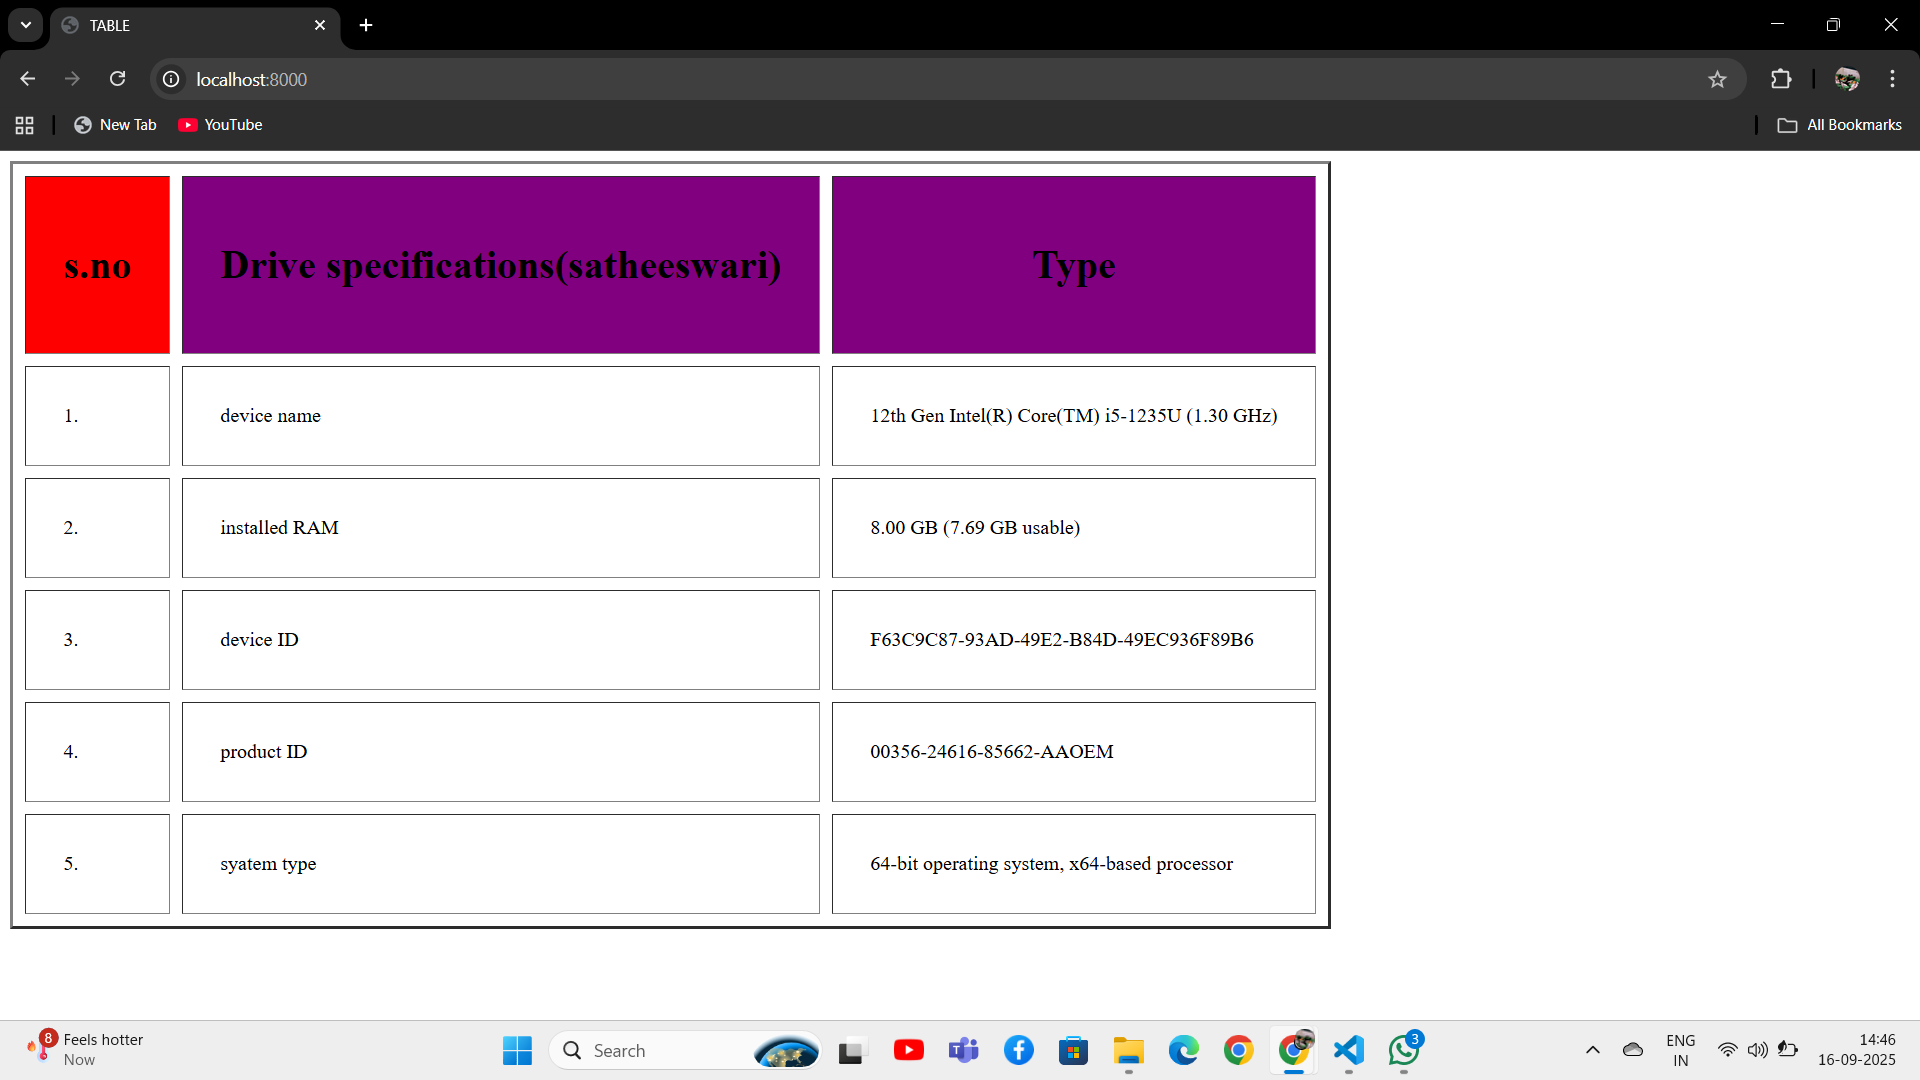 TABLE
localhost:8000
New Tab
YouTube
All Bookmarks
s.no
Drive specifications(satheeswari)
Type
1.
device name
12th Gen Intel(R) Core(TM) i5-1235U (1.30 GHz)
2.
installed RAM
8.00 GB (7.69 GB usable)
3.
device ID
F63C9C87-93AD-49E2-B84D-49EC936F89B6
4.
product ID
00356-24616-85662-AAOEM
5.
syatem type
64-bit operating system, x64-based processor
8
Feels hotter
Now
Search
3
ENG
IN
14:46
16-09-2025